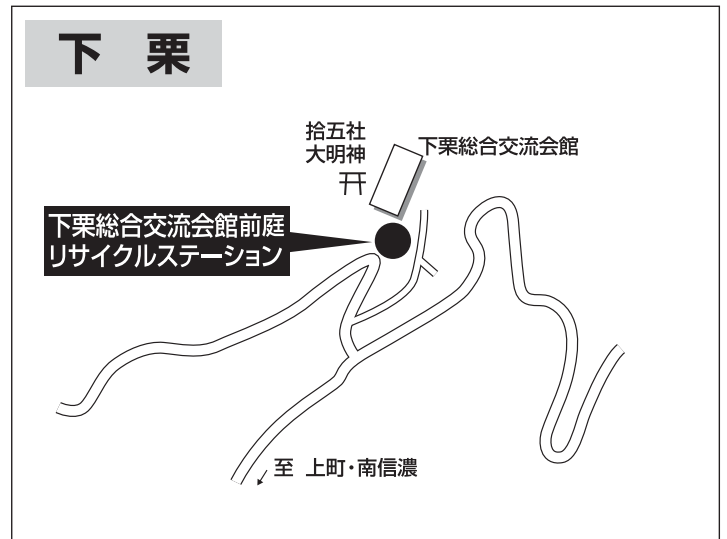 下 栗
拾五社
大明神
下栗総合交流会館
下栗総合交流会館前庭
リサイクルステーション
至 上町・南信濃